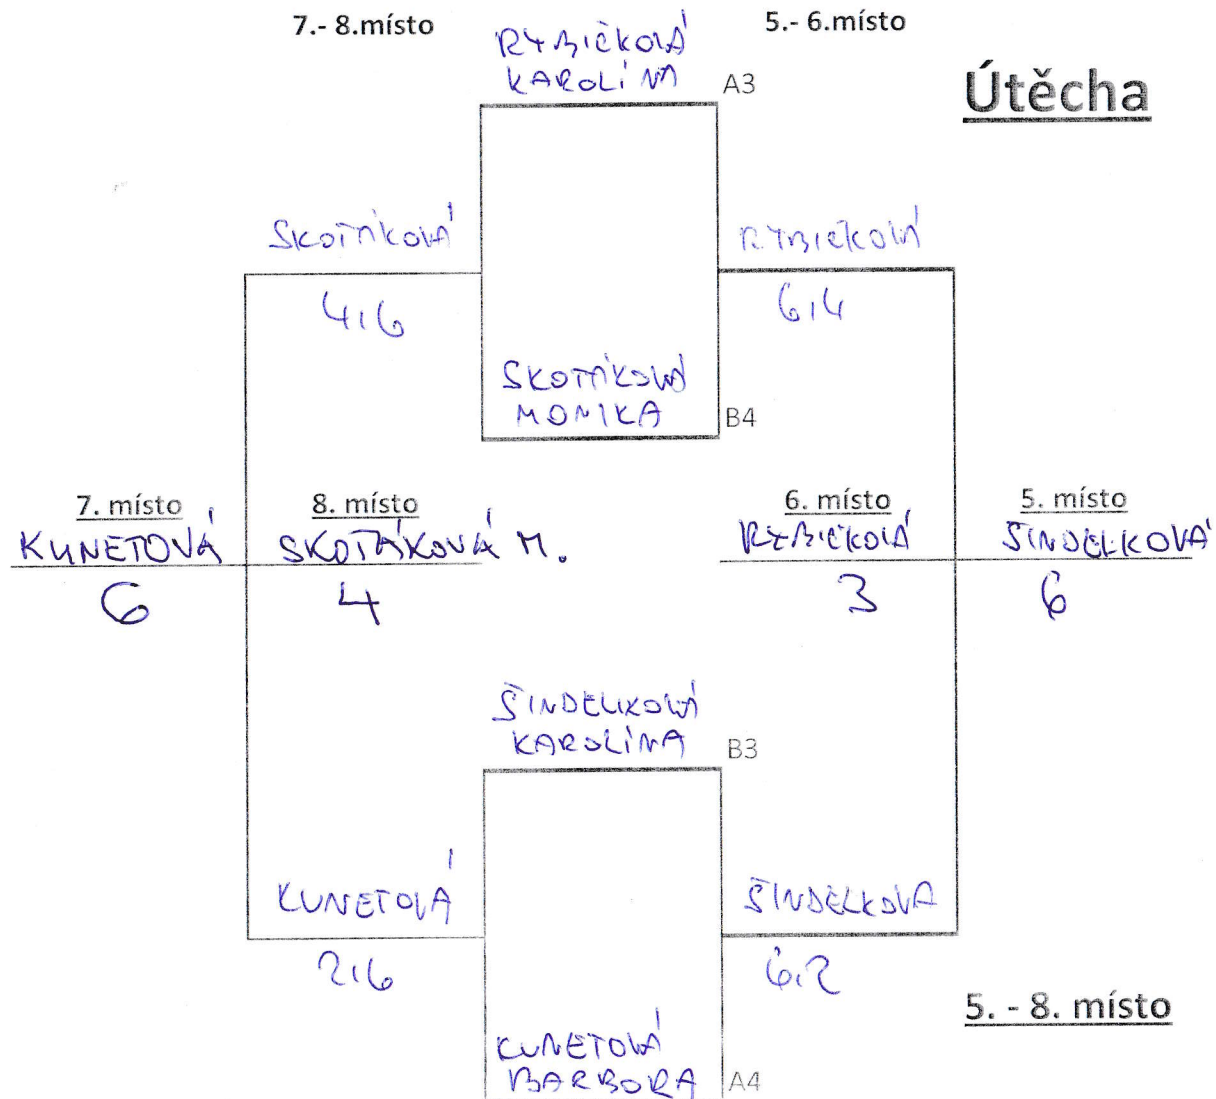 7.- 8.místo
5.- 6.místo
RYBIČKOVÁ
KAROLÍNA
A3
Útěcha
SKOTÁKOVÁ
RYBIČKOVÁ
4:6
6:4
SKOTÁKOVÁ
MONIKA
B4
7. místo
8. místo
6. místo
5. místo
KUNETOVÁ
SKOTÁKOVÁ M.
RYBIČKOVÁ
ŠINDELKOVÁ
6
4
3
6
ŠINDELKOVÁ
KAROLÍNA
B3
KUNETOVÁ
ŠINDELKOVÁ
2:6
6:2
5. - 8. místo
KUNETOVÁ
BARBORA
A4